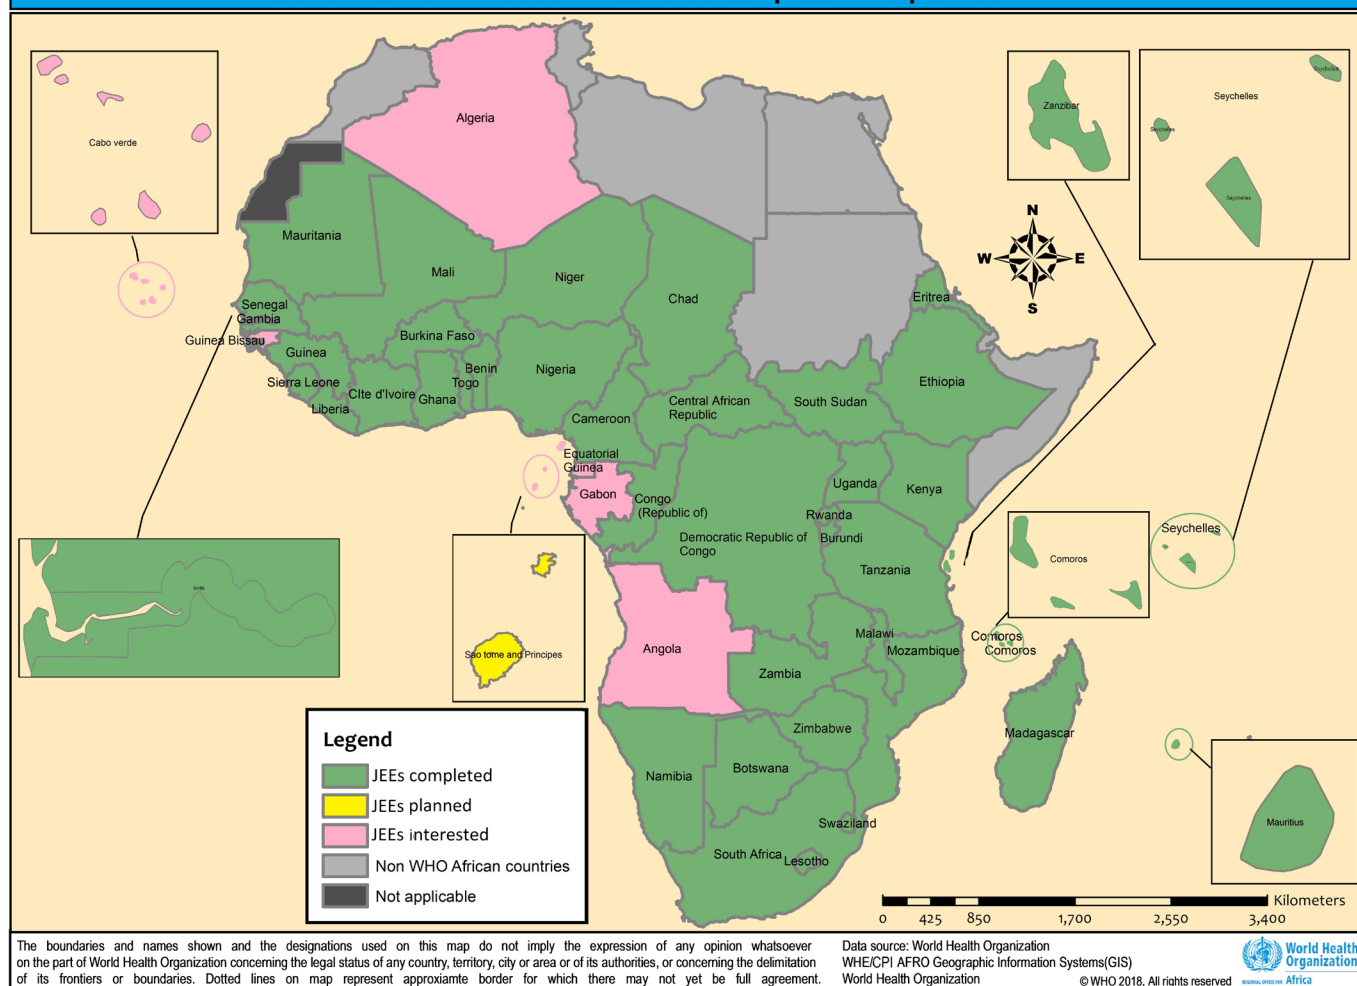 Cabo verde
Algeria
Zanzibar
Seychelles
Seychelles
Seychelles
Seychelles
N
W
E
S
Mauritania
Mali
Niger
Chad
Eritrea
Senegal
Gambia
Guinea Bissau
Guinea
Burkina Faso
Sierra Leone
Liberia
CIte d'Ivoire
Ghana
Togo
Benin
Nigeria
Cameroon
Central African
Republic
South Sudan
Ethiopia
Equatorial
Guinea
Gabon
Congo
(Republic of)
Democratic Republic of
Congo
Uganda
Kenya
Rwanda
Burundi
Tanzania
Seychelles
Comoros
Comoros
Comoros
Sao tome and Principes
Angola
Zambia
Malawi
Mozambique
Zimbabwe
Madagascar
Namibia
Botswana
Swaziland
South Africa
Lesotho
Mauritius
Legend
JEEs completed
JEEs planned
JEEs interested
Non WHO African countries
Not applicable
Kilometers
0 425 850 1,700 2,550 3,400
The boundaries and names shown and the designations used on this map do not imply the expression of any opinion whatsoever
on the part of World Health Organization concerning the legal status of any country, territory, city or area or of its authorities, or concerning the delimitation
of its frontiers or boundaries. Dotted lines on map represent approxiamte border for which there may not yet be full agreement.
Data source: World Health Organization
WHE/CPI AFRO Geographic Information Systems(GIS)
World Health Organization
© WHO 2018, All rights reserved
World Health
Organization
REGIONAL OFFICE FOR Africa